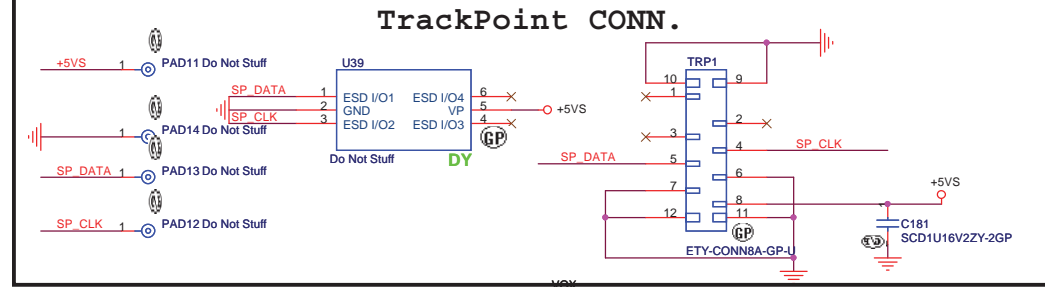 TrackPoint CONN.
+5VS 1 PAD11 Do Not Stuff
1 PAD14 Do Not Stuff
SP_DATA 1 PAD13 Do Not Stuff
SP_CLK 1 PAD12 Do Not Stuff
U39
SP_DATA 1 ESD I/O1 ESD I/O4 6
2 GND VP 5 +5VS
SP_CLK 3 ESD I/O2 ESD I/O3 4
GP
Do Not Stuff DY
TRP1
10 9
1
2
3
4 SP_CLK
SP_DATA 5
6
7
8 +5VS
12 11
GP
ETY-CONN8A-GP-U
1
C181
SCD1U16V2ZY-2GP